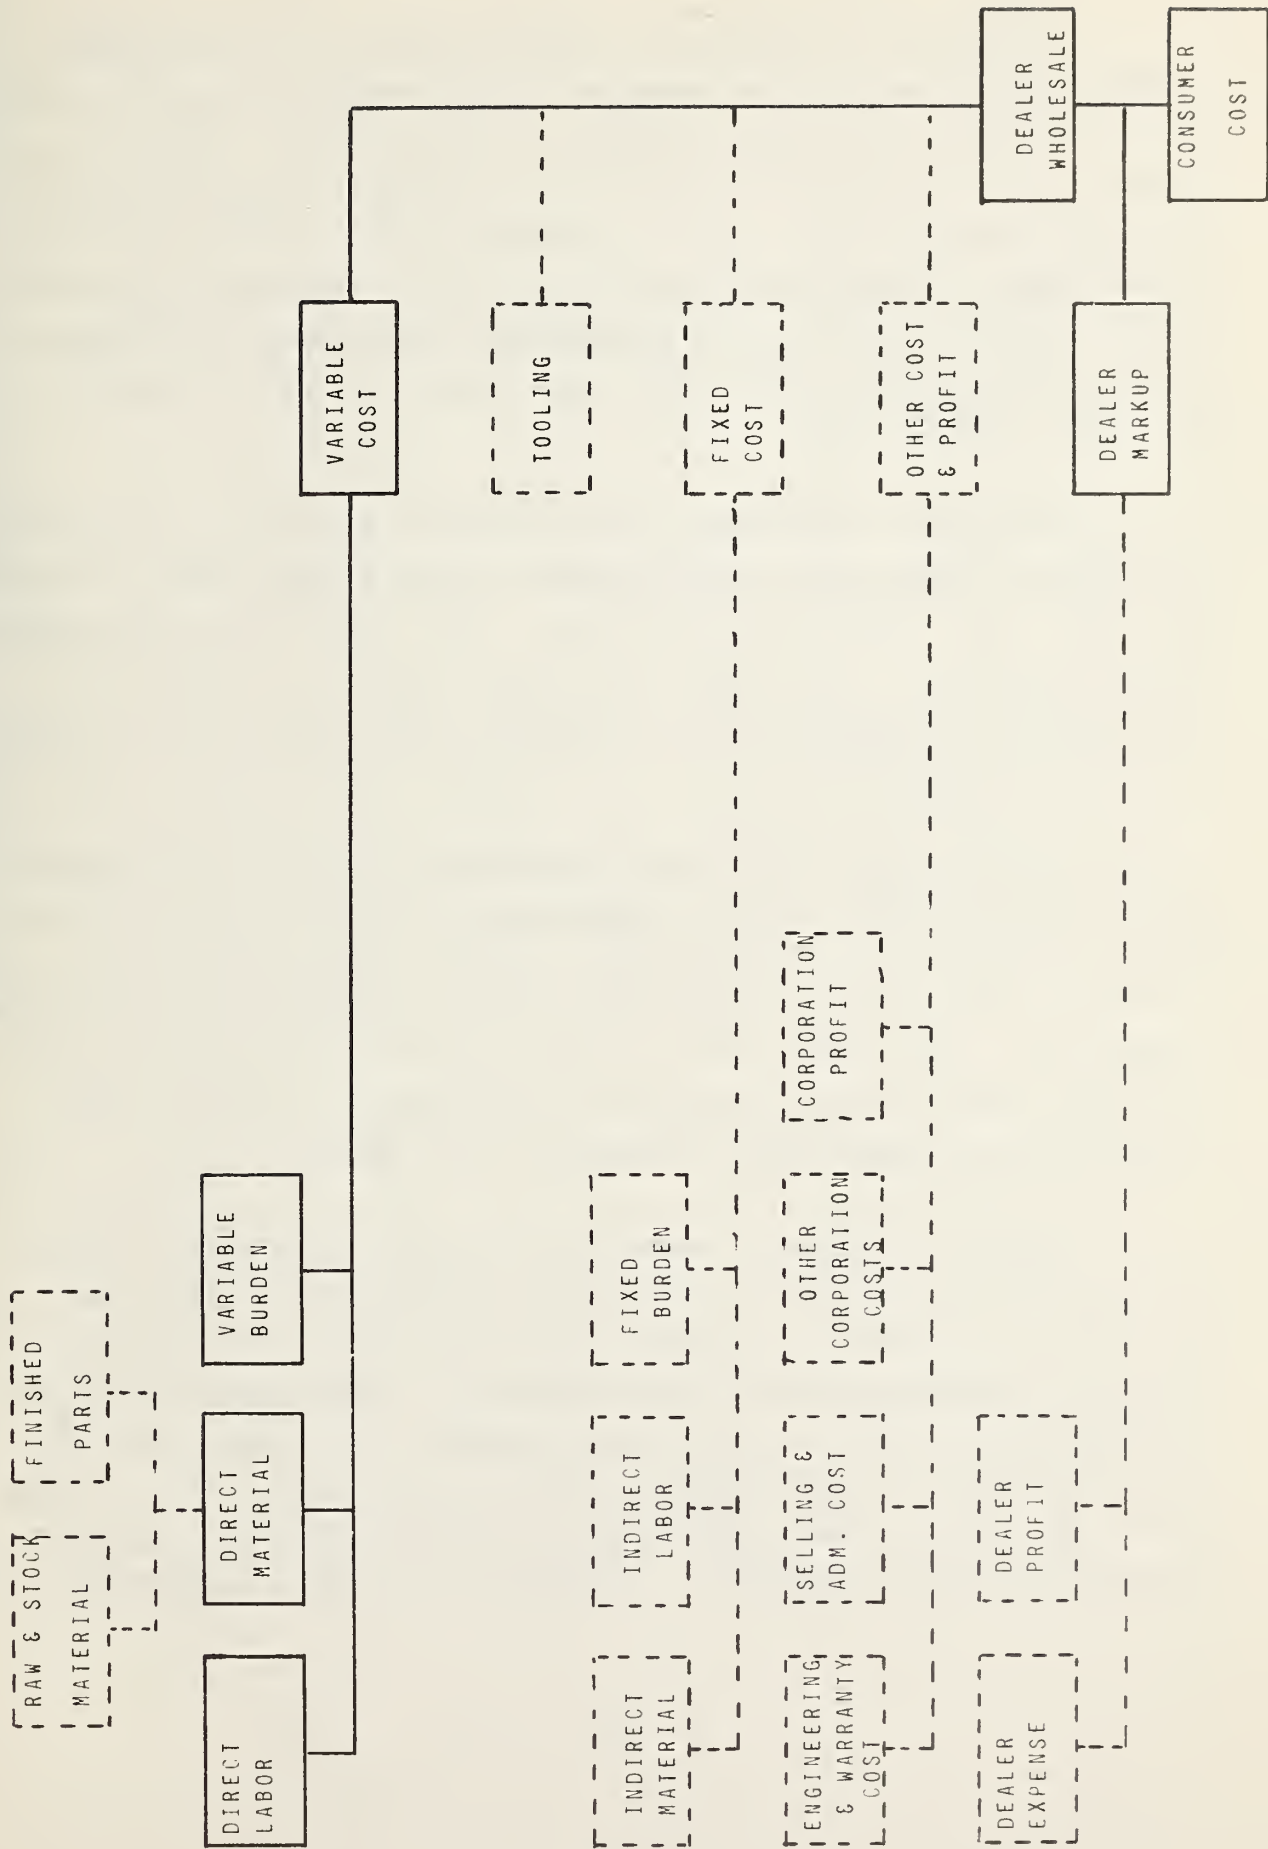 RAW & STOCK
MATERIAL
FINISHED
PARTS
DIRECT
LABOR
DIRECT
MATERIAL
VARIABLE
BURDEN
VARIABLE
COST
TOOLING
INDIRECT
MATERIAL
INDIRECT
LABOR
FIXED
BURDEN
FIXED
COST
ENGINEERING
& WARRANTY
COST
SELLING &
ADM. COST
OTHER
CORPORATION
COSTS
CORPORATION
PROFIT
OTHER COST
& PROFIT
DEALER
EXPENSE
DEALER
PROFIT
DEALER
MARKUP
DEALER
WHOLESALE
CONSUMER
COST